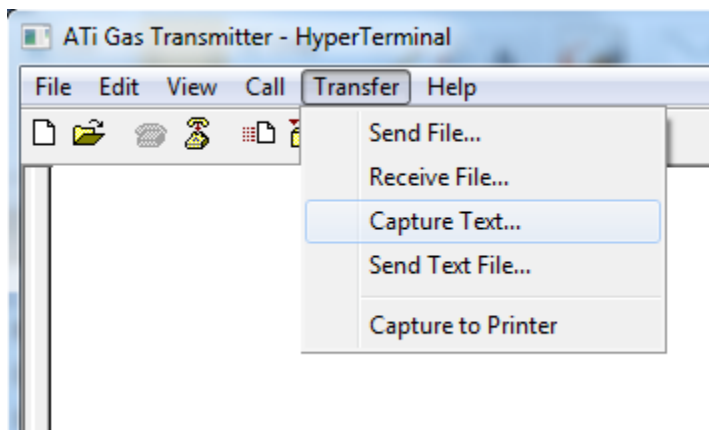 ATi Gas Transmitter - HyperTerminal
File Edit View Call Transfer Help
Send File...
Receive File...
Capture Text...
Send Text File...
Capture to Printer